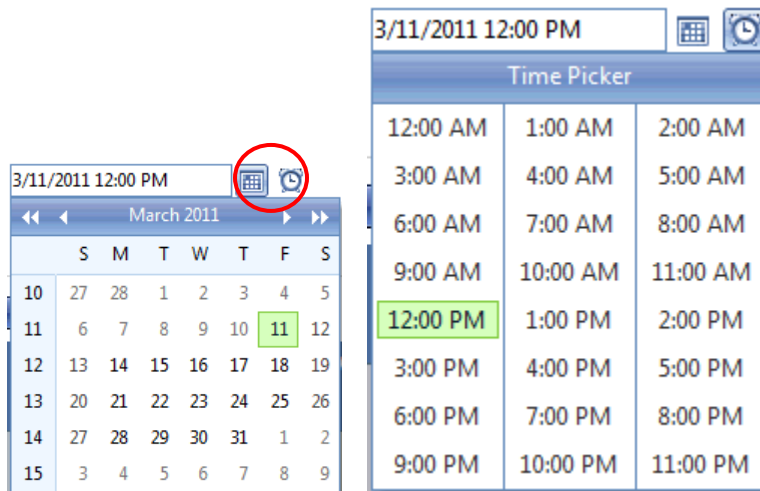 3/11/2011 12:00 PM
March 2011
S M T W T F S
10 27 28 1 2 3 4 5
11 6 7 8 9 10 11 12
12 13 14 15 16 17 18 19
13 20 21 22 23 24 25 26
14 27 28 29 30 31 1 2
15 3 4 5 6 7 8 9
3/11/2011 12:00 PM
Time Picker
12:00 AM 1:00 AM 2:00 AM
3:00 AM 4:00 AM 5:00 AM
6:00 AM 7:00 AM 8:00 AM
9:00 AM 10:00 AM 11:00 AM
12:00 PM 1:00 PM 2:00 PM
3:00 PM 4:00 PM 5:00 PM
6:00 PM 7:00 PM 8:00 PM
9:00 PM 10:00 PM 11:00 PM